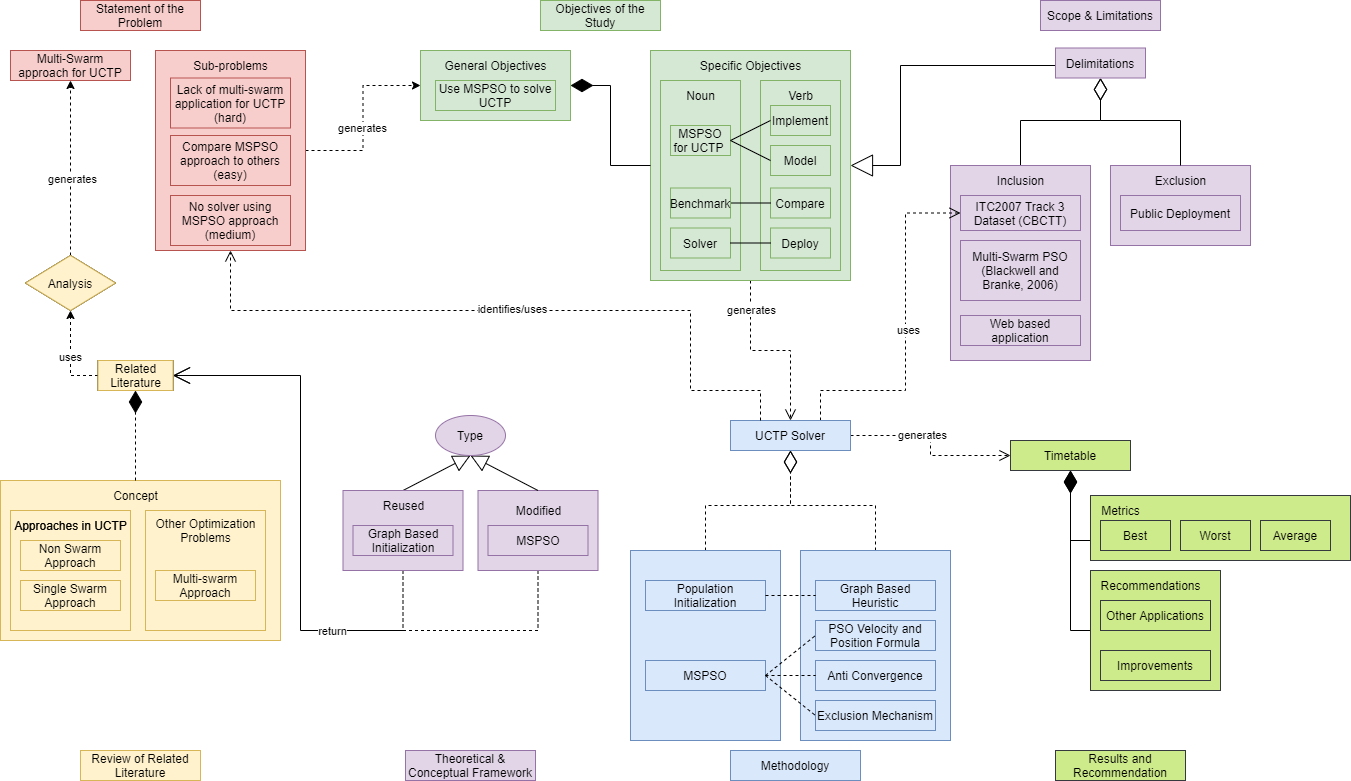 Statement of the
Problem
Objectives of the
Study
Scope & Limitations
Multi-Swarm
approach for UCTP
Sub-problems
Lack of multi-swarm
application for UCTP
(hard)
Compare MSPSO
approach to others
(easy)
No solver using
MSPSO approach
(medium)
generates
General Objectives
Use MSPSO to solve
UCTP
Specific Objectives
Noun
MSPSO
for UCTP
Benchmark
Solver
Verb
Implement
Model
Compare
Deploy
Delimitations
Inclusion
ITC2007 Track 3
Dataset (CBCTT)
Multi-Swarm PSO
(Blackwell and
Branke, 2006)
Web based
application
Exclusion
Public Deployment
generates
Analysis
uses
Related
Literature
identifies/uses
generates
uses
UCTP Solver
generates
Timetable
Type
Reused
Graph Based
Initialization
Modified
MSPSO
return
Concept
Approaches in UCTP
Non Swarm
Approach
Single Swarm
Approach
Other Optimization
Problems
Multi-swarm
Approach
Population
Initialization
MSPSO
Graph Based
Heuristic
PSO Velocity and
Position Formula
Anti Convergence
Exclusion Mechanism
Metrics
Best
Worst
Average
Recommendations
Other Applications
Improvements
Review of Related
Literature
Theoretical &
Conceptual Framework
Methodology
Results and
Recommendation